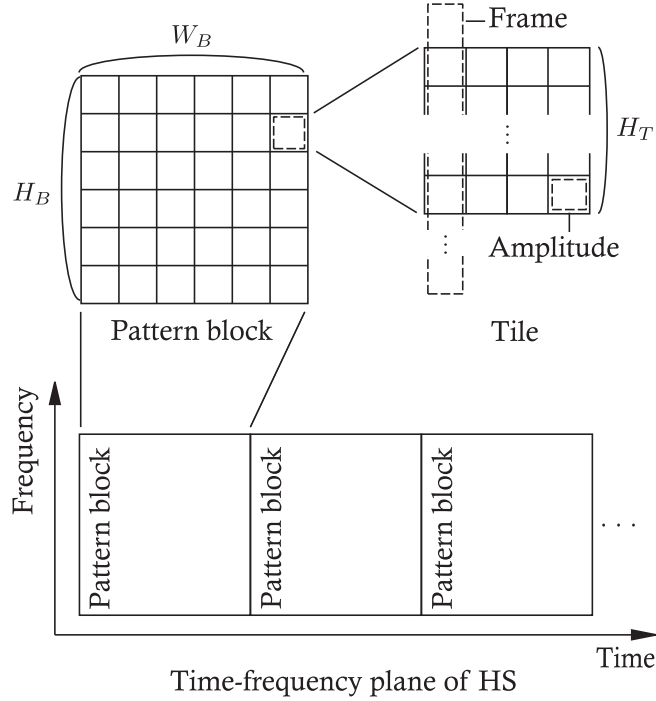 W_B
Frame
H_B
H_T
⋮
Amplitude
⋮
Pattern block
Tile
Frequency
Pattern block
Pattern block
Pattern block
. . .
Time
Time-frequency plane of HS